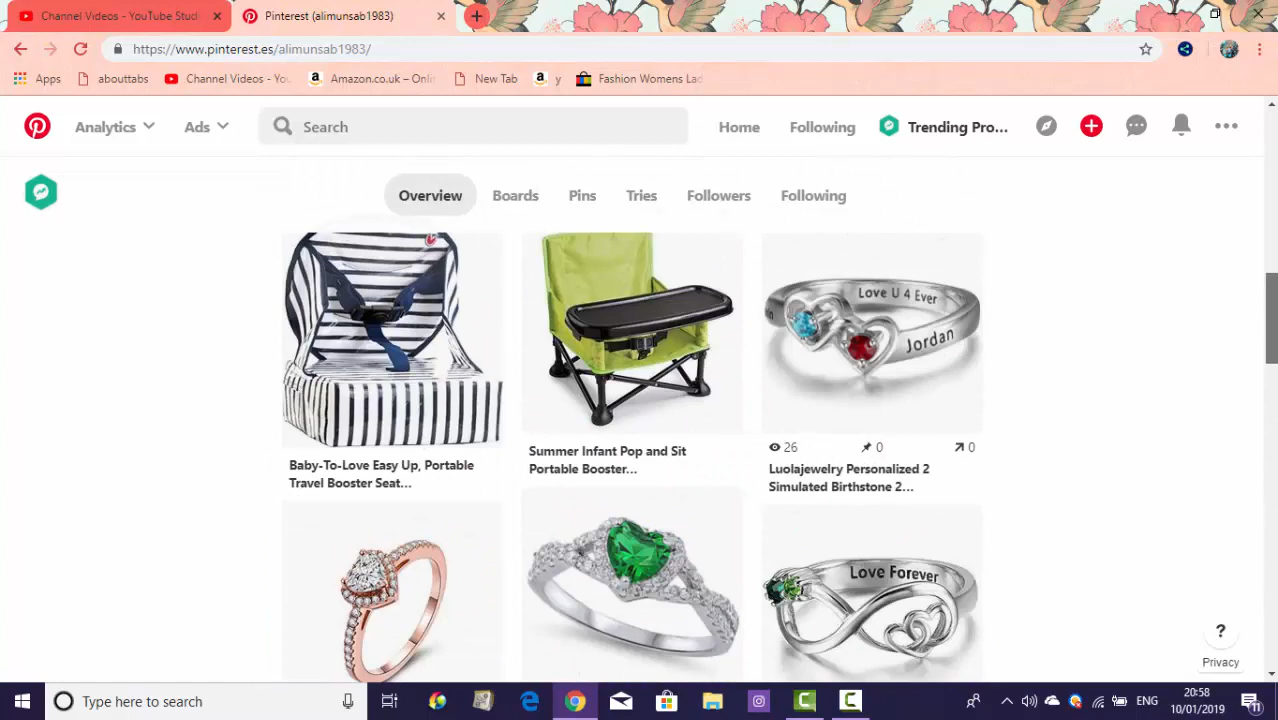 Channel Videos - YouTube Stud
Pinterest (alimunsab1983)
https://www.pinterest.es/alimunsab1983/
Apps
abouttabs
Channel Videos - You
Amazon.co.uk – Onli
New Tab
y
Fashion Womens Lad
Analytics
Ads
Search
Home
Following
Trending Pro...
Overview
Boards
Pins
Tries
Followers
Following
Love U 4 Ever
Jordan
26
0
0
Baby-To-Love Easy Up, Portable
Travel Booster Seat...
Summer Infant Pop and Sit
Portable Booster...
Luolajewelry Personalized 2
Simulated Birthstone 2...
Love Forever
?
Privacy
Type here to search
ENG
20:58
10/01/2019
11